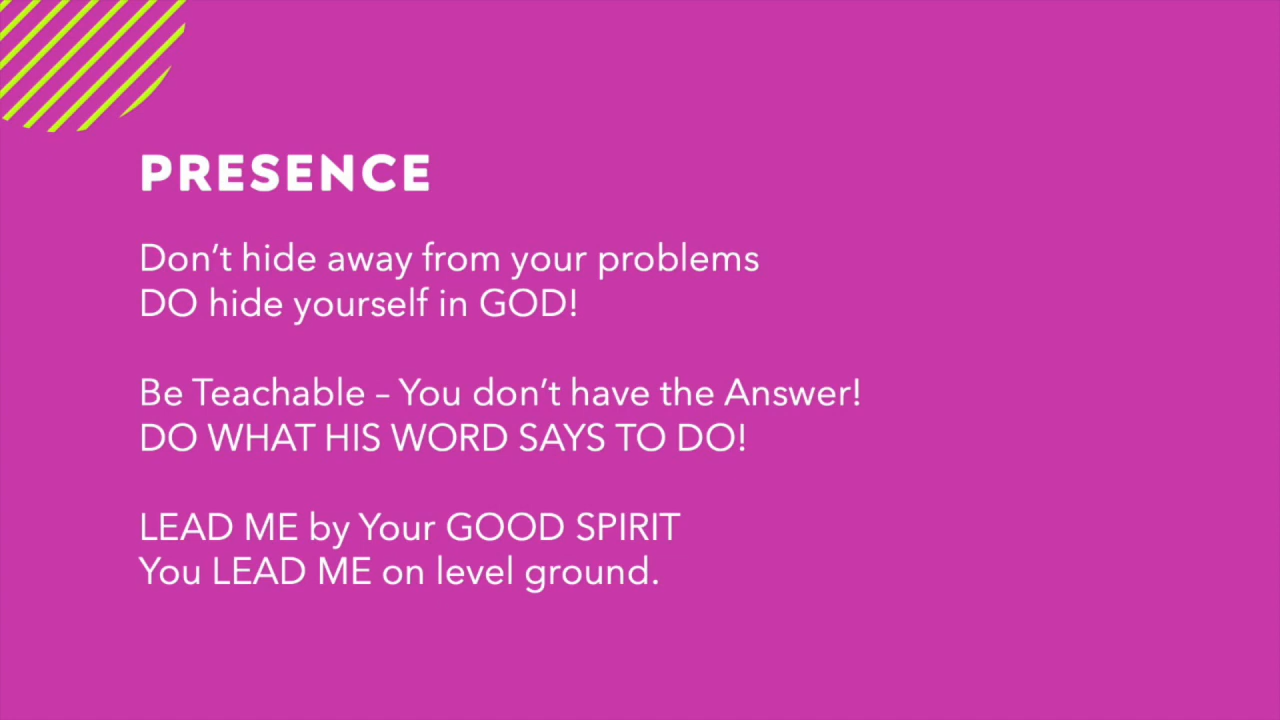 PRESENCE
Don’t hide away from your problems
DO hide yourself in GOD!
Be Teachable – You don’t have the Answer!
DO WHAT HIS WORD SAYS TO DO!
LEAD ME by Your GOOD SPIRIT
You LEAD ME on level ground.